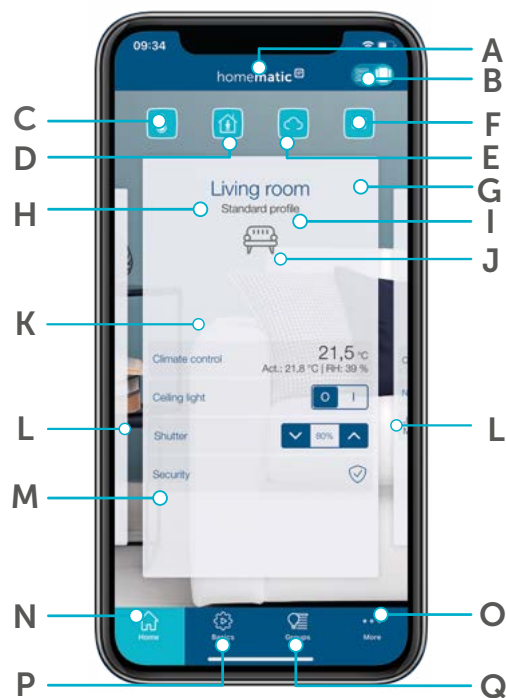 09:34
homematic IP
A
B
C
D
E
F
G
H
I
J
Living room
Standard profile
K
Climate control 21,5 °C
Act.: 21,8 °C | RH: 39 %
Ceiling light O I
L
Shutter 80%
L
Security
M
N
O
Home Basics Groups More
P
Q